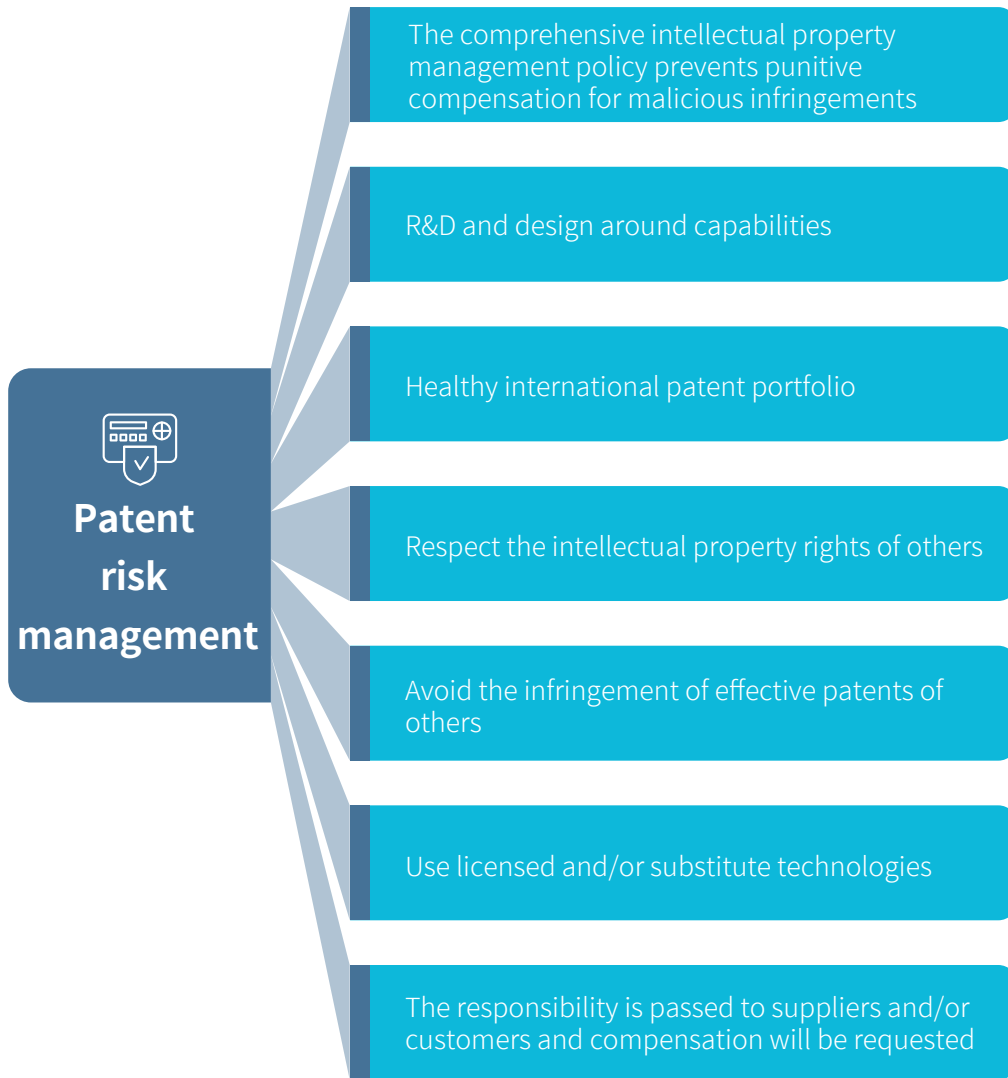 Patent
risk
management
The comprehensive intellectual property
management policy prevents punitive
compensation for malicious infringements
R&D and design around capabilities
Healthy international patent portfolio
Respect the intellectual property rights of others
Avoid the infringement of effective patents of
others
Use licensed and/or substitute technologies
The responsibility is passed to suppliers and/or
customers and compensation will be requested